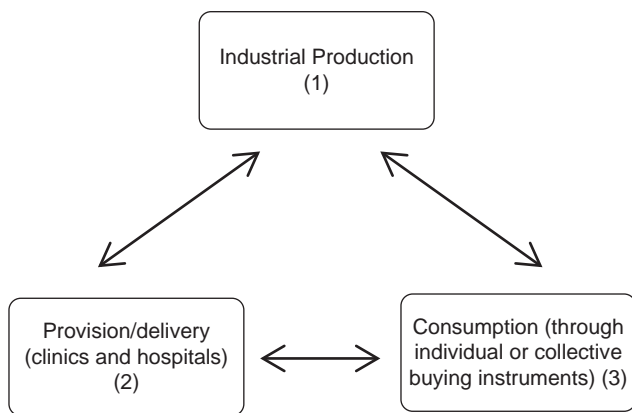 Industrial Production
(1)
Provision/delivery
(clinics and hospitals)
(2)
Consumption (through
individual or collective
buying instruments) (3)